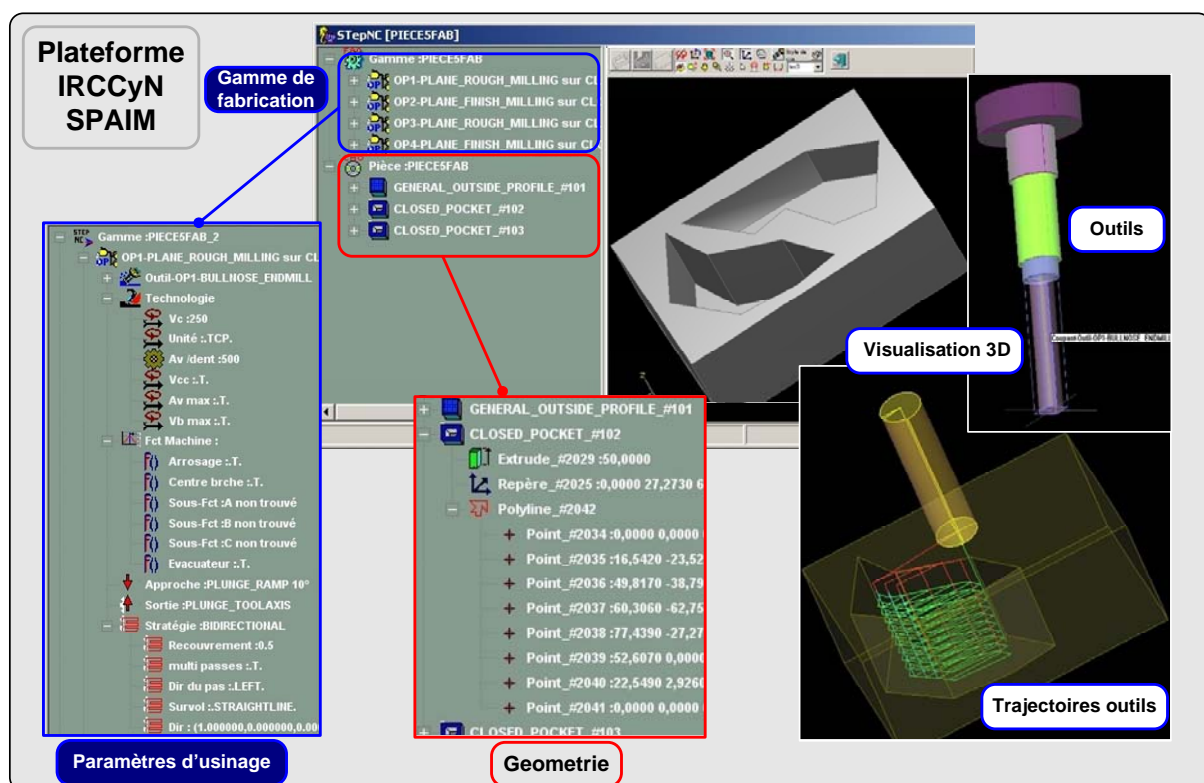 Plateforme
IRCCyN
SPAIM
Gamme de
fabrication
STepNC [PIECE5FAB]
Gamme :PIECE5FAB
OP1-PLANE_ROUGH_MILLING sur CL
OP2-PLANE_FINISH_MILLING sur CL
OP3-PLANE_ROUGH_MILLING sur CL
OP4-PLANE_FINISH_MILLING sur CL
Pièce :PIECE5FAB
GENERAL_OUTSIDE_PROFILE_#101
CLOSED_POCKET_#102
CLOSED_POCKET_#103
Outils
Coupant Outil-OP1-BULLNOSE_ENDMILL
Visualisation 3D
Trajectoires outils
STEP
NC
Gamme :PIECE5FAB_2
OP1-PLANE_ROUGH_MILLING sur CL
Outil-OP1-BULLNOSE_ENDMILL
Technologie
Vc :250
Unité :.TCP.
Av /dent :500
Vcc :.T.
Av max :.T.
Vb max :.T.
Fct Machine :
Arrosage :.T.
Centre brche :.T.
Sous-Fct :A non trouvé
Sous-Fct :B non trouvé
Sous-Fct :C non trouvé
Evacuateur :.T.
Approche :PLUNGE_RAMP 10°
Sortie :PLUNGE_TOOLAXIS
Stratégie :BIDIRECTIONAL
Recouvrement :0.5
multi passes :.T.
Dir du pas :.LEFT.
Survol :.STRAIGHTLINE.
Dir : (1.000000,0.000000,0.00
Paramètres d'usinage
GENERAL_OUTSIDE_PROFILE_#101
CLOSED_POCKET_#102
Extrude_#2029 :50,0000
Repère_#2025 :0,0000 27,2730 6
Polyline_#2042
Point_#2034 :0,0000 0,0000
Point_#2035 :16,5420 -23,52
Point_#2036 :49,8170 -38,79
Point_#2037 :60,3060 -62,75
Point_#2038 :77,4390 -27,27
Point_#2039 :52,6070 0,0000
Point_#2040 :22,5490 2,9260
Point_#2041 :0,0000 0,0000
CLOSED_POCKET_#103
Geometrie